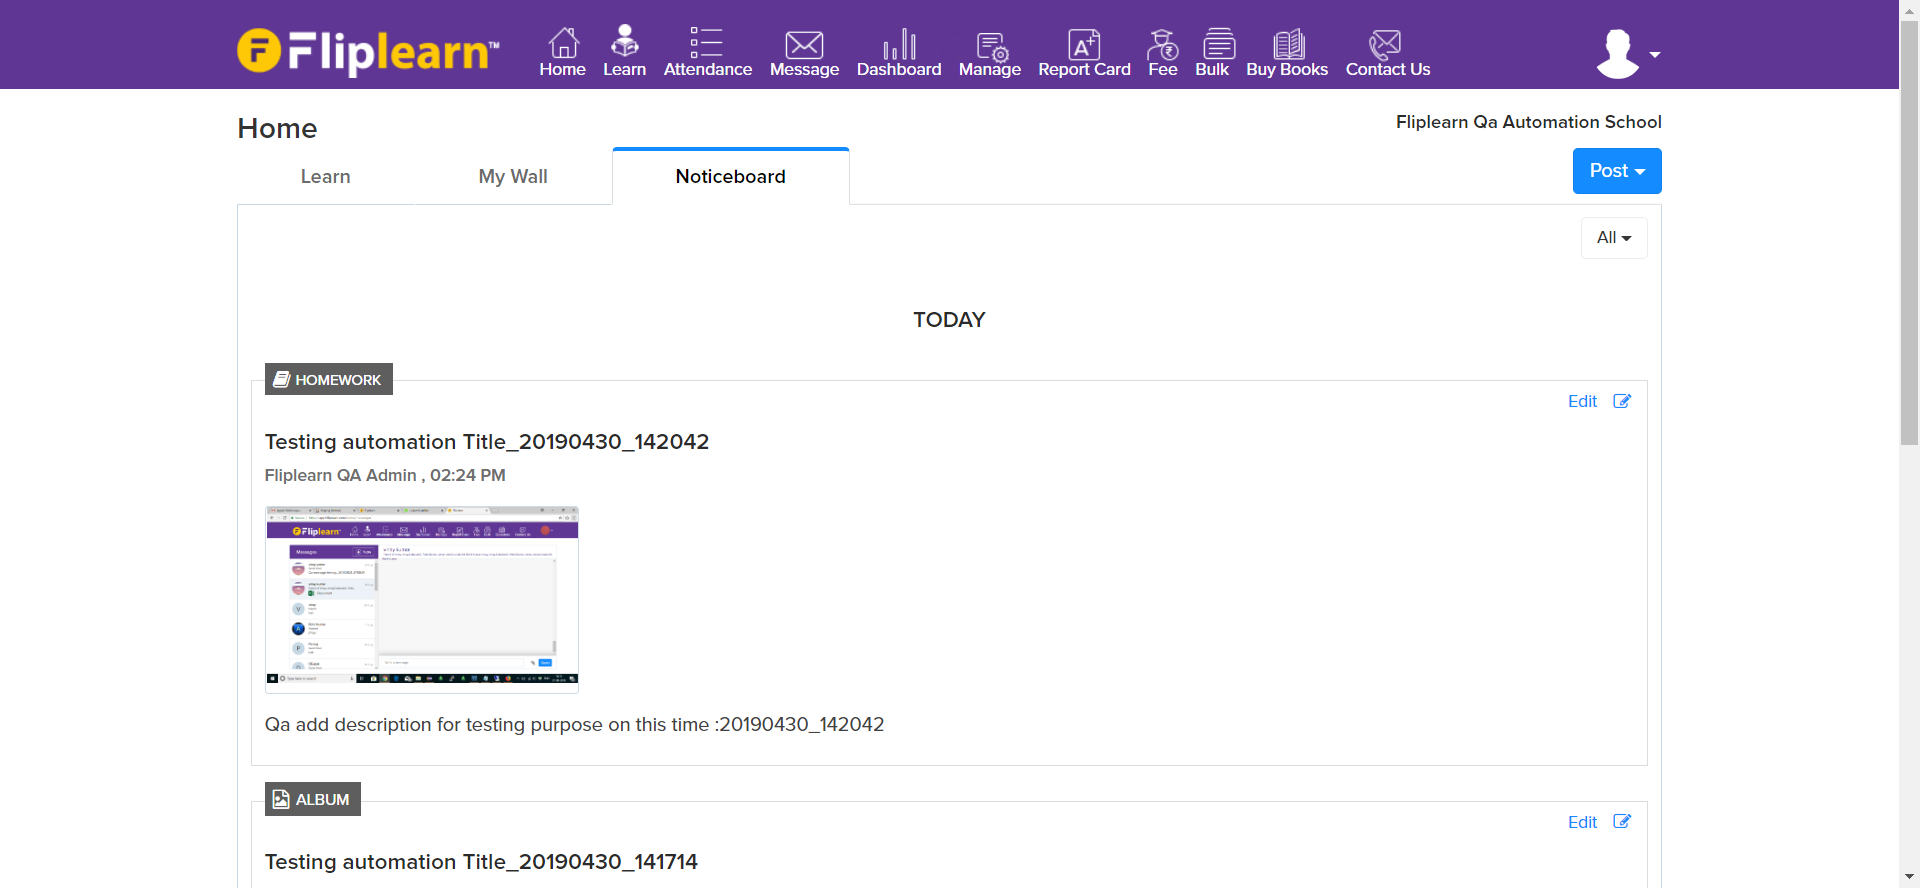 Fliplearn™
Home Learn Attendance Message Dashboard Manage Report Card Fee Bulk Buy Books Contact Us
Home
Fliplearn Qa Automation School
Learn My Wall Noticeboard
Post
All
TODAY
HOMEWORK
Edit
Testing automation Title_20190430_142042
Fliplearn QA Admin , 02:24 PM
Fliplearn
Messages
Qa add description for testing purpose on this time :20190430_142042
ALBUM
Edit
Testing automation Title_20190430_141714